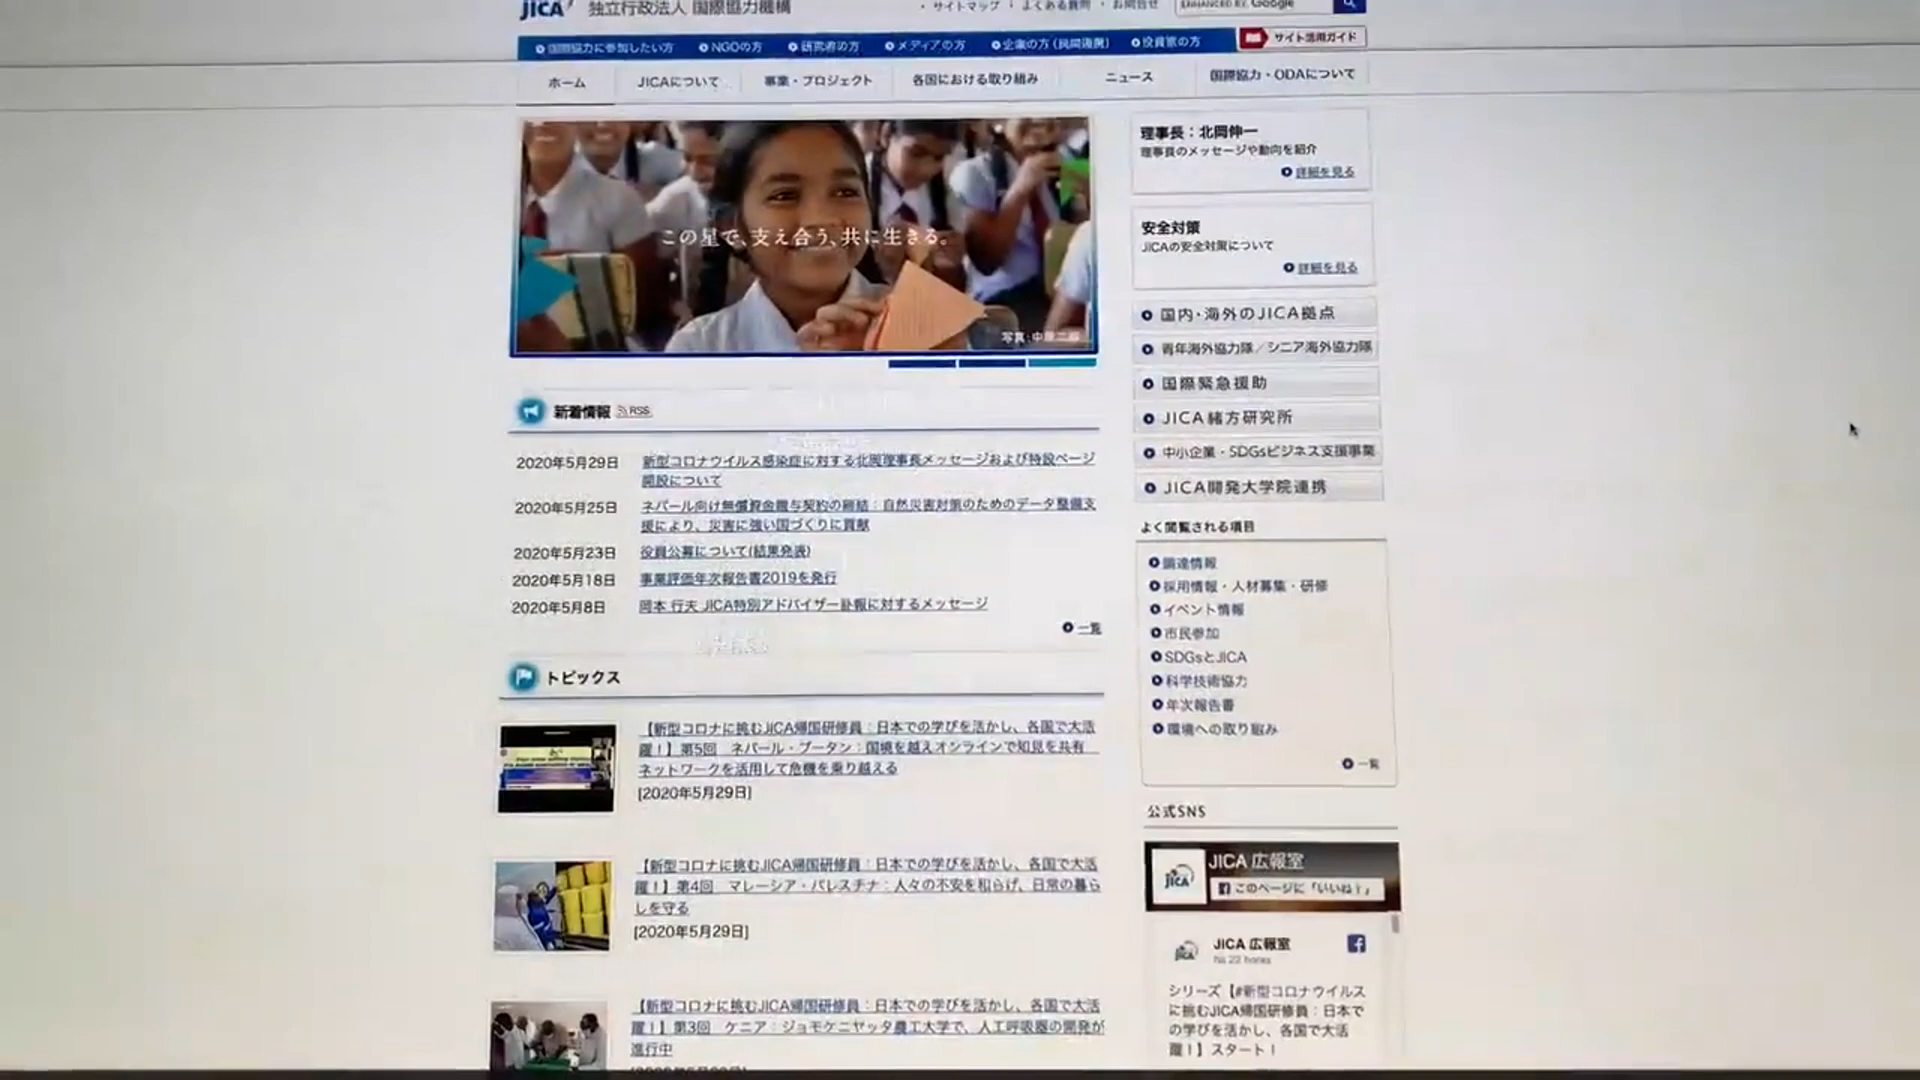 JICA 独立行政法人 国際協力機構
サイトマップ よくある質問 お問合せ
ENHANCED BY Google
国際協力に参加したい方 NGOの方 研究者の方 メディアの方 企業の方(民間連携) 投資家の方
サイト活用ガイド
ホーム JICAについて 事業・プロジェクト 各国における取り組み ニュース 国際協力・ODAについて
この星で、支え合う、共に生きる。
理事長:北岡伸一
理事長のメッセージや動向を紹介
詳細を見る
安全対策
JICAの安全対策について
詳細を見る
国内・海外のJICA拠点
青年海外協力隊/シニア海外協力隊
国際緊急援助
JICA緒方研究所
中小企業・SDGsビジネス支援事業
JICA開発大学院連携
新着情報 RSS
2020年5月29日 新型コロナウイルス感染症に対する北岡理事長メッセージおよび特設ページ
開設について
2020年5月25日 ネパール向け無償資金贈与契約の締結:自然災害対策のためのデータ整備支
援により、災害に強い国づくりに貢献
2020年5月23日 役員公募について(結果発表)
2020年5月18日 事業評価年次報告書2019を発行
2020年5月8日 岡本 行夫 JICA特別アドバイザー訃報に対するメッセージ
一覧
よく閲覧される項目
調達情報
採用情報・人材募集・研修
イベント情報
市民参加
SDGsとJICA
科学技術協力
年次報告書
環境への取り組み
一覧
トピックス
【新型コロナに挑むJICA帰国研修員:日本での学びを活かし、各国で大活
躍!】第5回 ネパール・ブータン:国境を越えオンラインで知見を共有
ネットワークを活用して危機を乗り越える
[2020年5月29日]
【新型コロナに挑むJICA帰国研修員:日本での学びを活かし、各国で大活
躍!】第4回 マレーシア・パレスチナ:人々の不安を和らげ、日常の暮ら
しを守る
[2020年5月29日]
【新型コロナに挑むJICA帰国研修員:日本での学びを活かし、各国で大活
躍!】第3回 ケニア:ジョモケニヤッタ農工大学で、人工呼吸器の開発が
進行中
公式SNS
JICA 広報室
このページに「いいね!」
JICA 広報室
há 22 horas
シリーズ【#新型コロナウイルス
に挑むJICA帰国研修員:日本で
の学びを活かし、各国で大活
躍!】スタート!